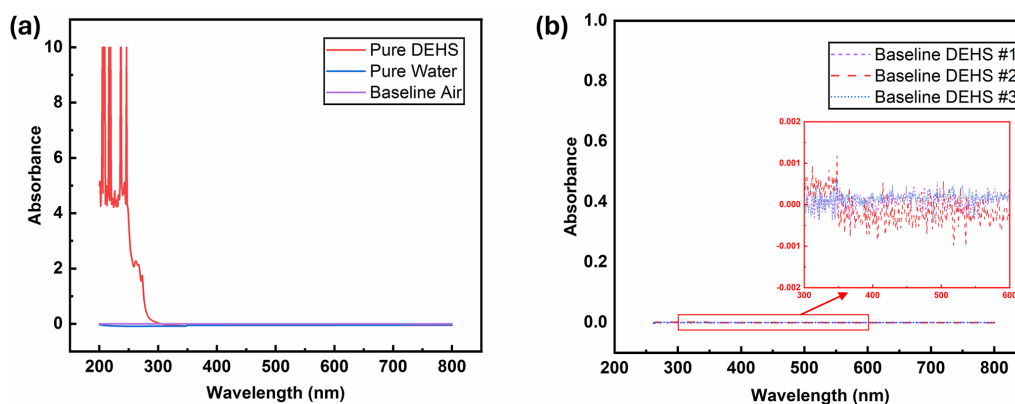 (a)
Absorbance
10
8
6
4
2
0
Pure DEHS
Pure Water
Baseline Air
200 300 400 500 600 700 800
Wavelength (nm)
(b)
Absorbance
1.0
0.8
0.6
0.4
0.2
0.0
Baseline DEHS #1
Baseline DEHS #2
Baseline DEHS #3
0.002
0.001
0.000
-0.001
-0.002
300 400 500 600
200 300 400 500 600 700 800
Wavelength (nm)